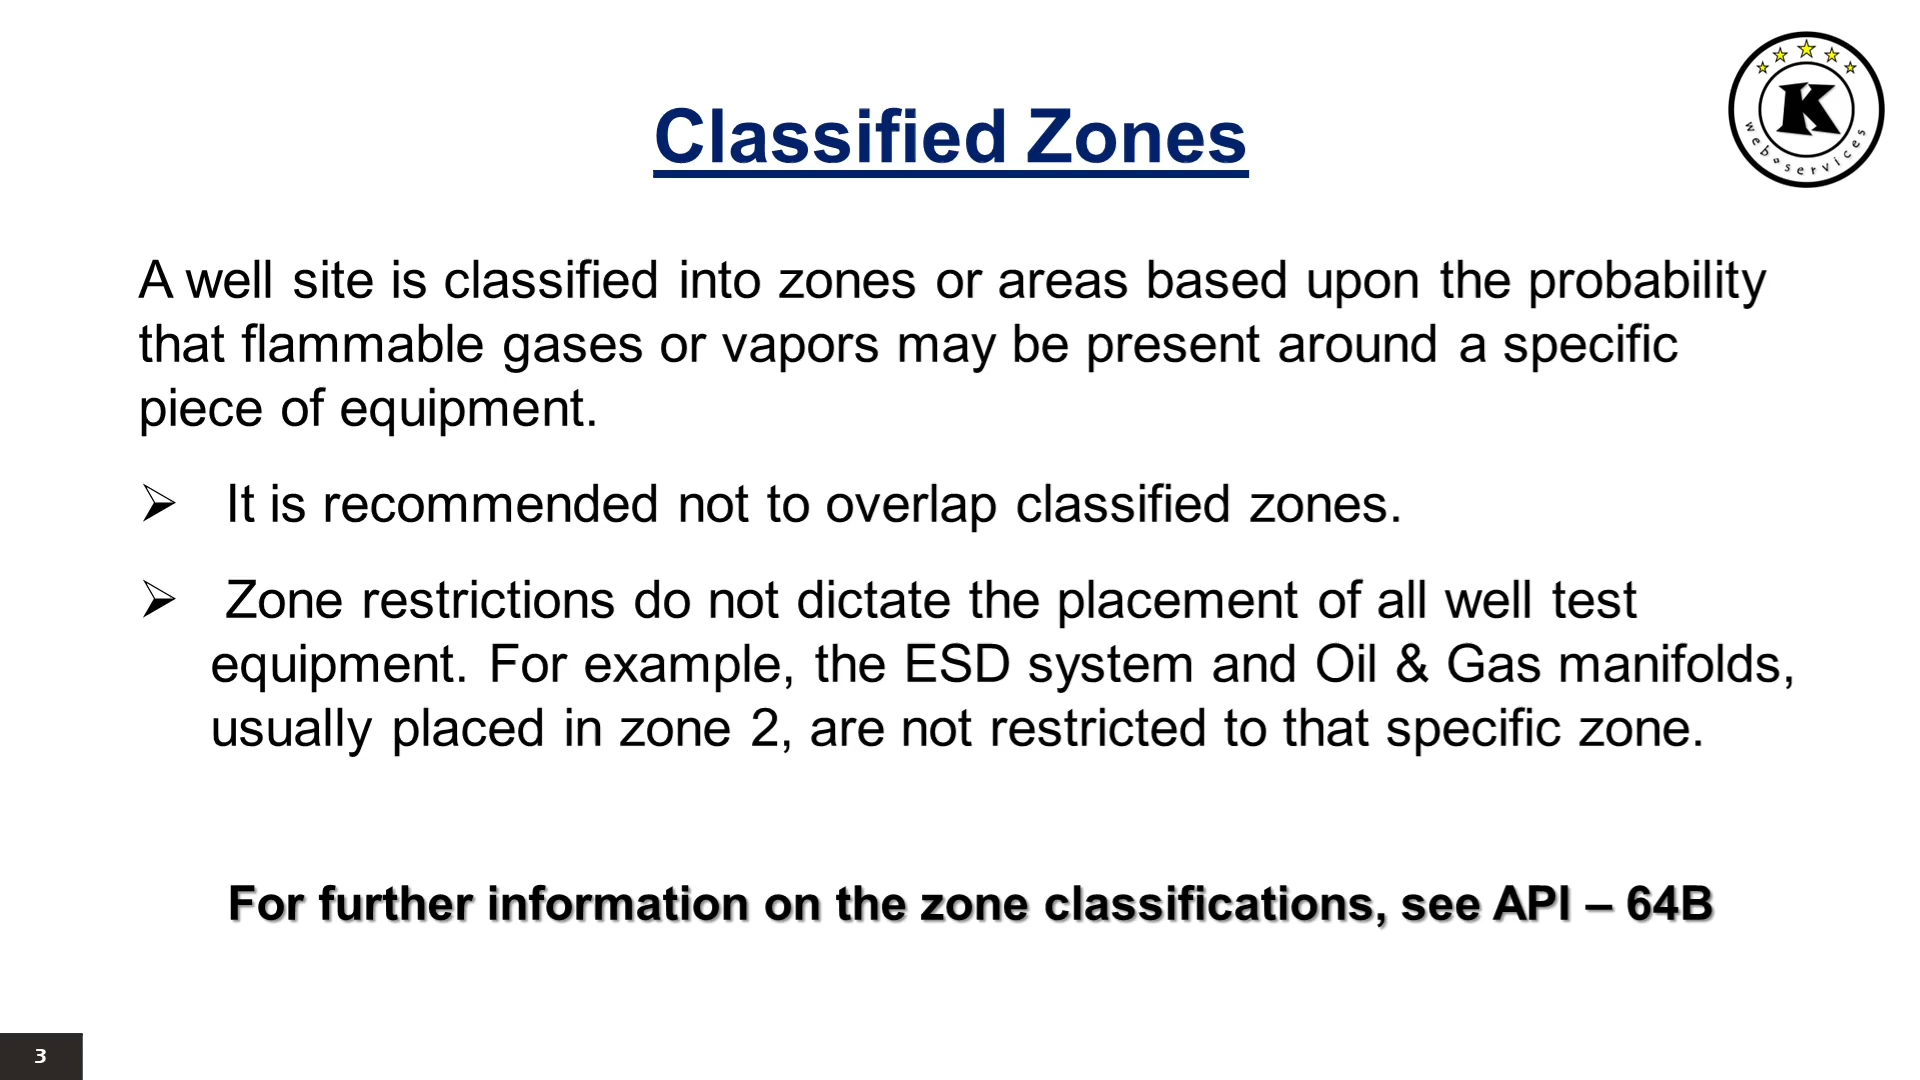 Classified Zones
K
web services
A well site is classified into zones or areas based upon the probability
that flammable gases or vapors may be present around a specific
piece of equipment.
➢ It is recommended not to overlap classified zones.
➢ Zone restrictions do not dictate the placement of all well test
equipment. For example, the ESD system and Oil & Gas manifolds,
usually placed in zone 2, are not restricted to that specific zone.
For further information on the zone classifications, see API – 64B
3